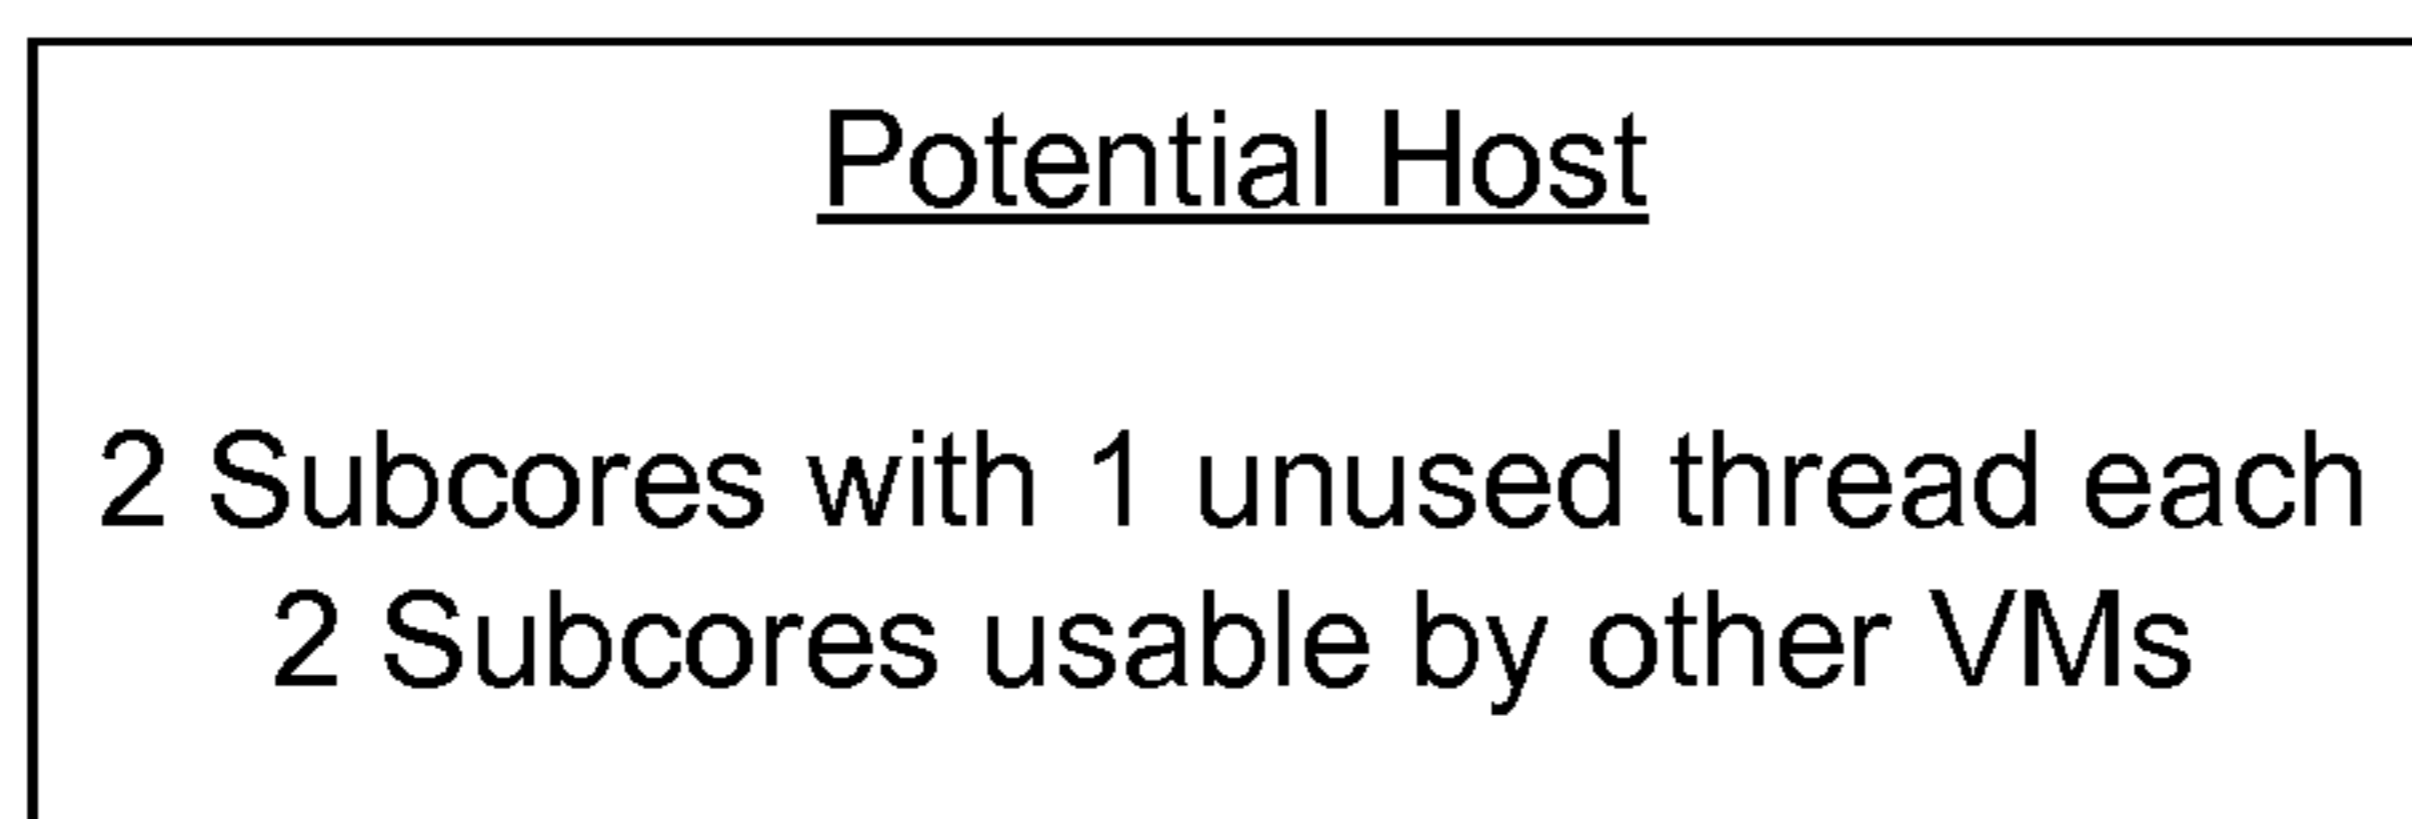 Potential Host
2 Subcores with 1 unused thread each
2 Subcores usable by other VMs